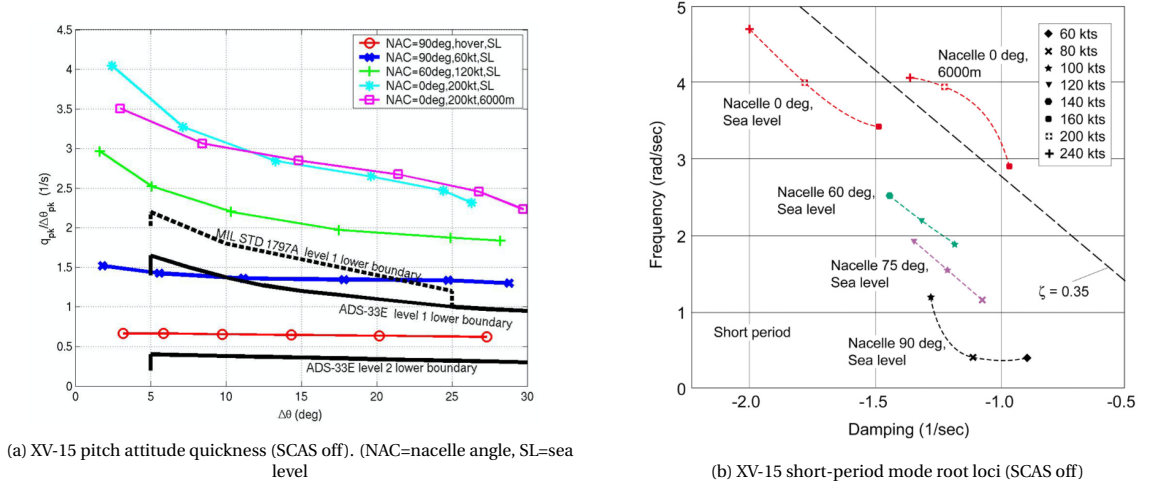 4.5
4
3.5
3
2.5
2
1.5
1
0.5
0
0
5
10
15
20
25
30
q_pk/Δθ_pk (1/s)
Δθ (deg)
NAC=90deg,hover,SL
NAC=90deg,60kt,SL
NAC=60deg,120kt,SL
NAC=0deg,200kt,SL
NAC=0deg,200kt,6000m
MIL STD 1797A level 1 lower boundary
ADS-33E level 1 lower boundary
ADS-33E level 2 lower boundary
(a) XV-15 pitch attitude quickness (SCAS off). (NAC=nacelle angle, SL=sea
level
5
4
3
2
1
0
Frequency (rad/sec)
-2.0
-1.5
-1.0
-0.5
Damping (1/sec)
Nacelle 0 deg,
6000m
Nacelle 0 deg,
Sea level
Nacelle 60 deg,
Sea level
Nacelle 75 deg,
Sea level
Nacelle 90 deg,
Sea level
Short period
ζ = 0.35
60 kts
80 kts
100 kts
120 kts
140 kts
160 kts
200 kts
240 kts
(b) XV-15 short-period mode root loci (SCAS off)